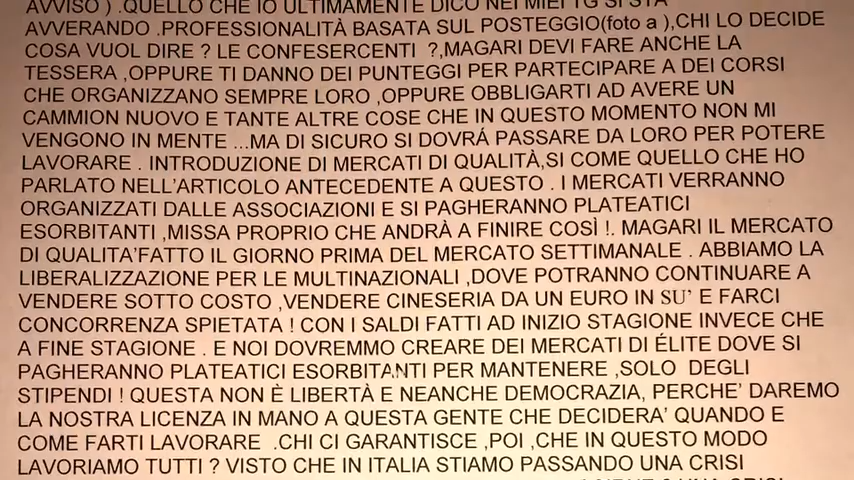 AVVISO ) .QUELLO CHE IO ULTIMAMENTE DICO NEI MIEI TG SI STA
AVVERANDO .PROFESSIONALITÀ BASATA SUL POSTEGGIO(foto a ),CHI LO DECIDE
COSA VUOL DIRE ? LE CONFESERCENTI ?,MAGARI DEVI FARE ANCHE LA
TESSERA ,OPPURE TI DANNO DEI PUNTEGGI PER PARTECIPARE A DEI CORSI
CHE ORGANIZZANO SEMPRE LORO ,OPPURE OBBLIGARTI AD AVERE UN
CAMMION NUOVO E TANTE ALTRE COSE CHE IN QUESTO MOMENTO NON MI
VENGONO IN MENTE ...MA DI SICURO SI DOVRÁ PASSARE DA LORO PER POTERE
LAVORARE . INTRODUZIONE DI MERCATI DI QUALITÀ,SI COME QUELLO CHE HO
PARLATO NELL'ARTICOLO ANTECEDENTE A QUESTO . I MERCATI VERRANNO
ORGANIZZATI DALLE ASSOCIAZIONI E SI PAGHERANNO PLATEATICI
ESORBITANTI ,MISSA PROPRIO CHE ANDRÀ A FINIRE COSÌ !. MAGARI IL MERCATO
DI QUALITA'FATTO IL GIORNO PRIMA DEL MERCATO SETTIMANALE . ABBIAMO LA
LIBERALIZZAZIONE PER LE MULTINAZIONALI ,DOVE POTRANNO CONTINUARE A
VENDERE SOTTO COSTO ,VENDERE CINESERIA DA UN EURO IN SU' E FARCI
CONCORRENZA SPIETATA ! CON I SALDI FATTI AD INIZIO STAGIONE INVECE CHE
A FINE STAGIONE . E NOI DOVREMMO CREARE DEI MERCATI DI ÉLITE DOVE SI
PAGHERANNO PLATEATICI ESORBITANTI PER MANTENERE ,SOLO DEGLI
STIPENDI ! QUESTA NON È LIBERTÀ E NEANCHE DEMOCRAZIA, PERCHE' DAREMO
LA NOSTRA LICENZA IN MANO A QUESTA GENTE CHE DECIDERA' QUANDO E
COME FARTI LAVORARE .CHI CI GARANTISCE ,POI ,CHE IN QUESTO MODO
LAVORIAMO TUTTI ? VISTO CHE IN ITALIA STIAMO PASSANDO UNA CRISI